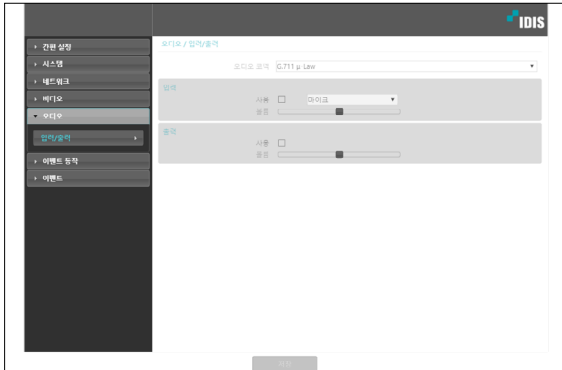 IDIS
간편 설정
시스템
네트워크
비디오
오디오
입력/출력
이벤트 동작
이벤트
오디오 / 입력/출력
오디오 코덱 G.711 μ Law
입력
사용 마이크
볼륨
출력
사용
볼륨
저장